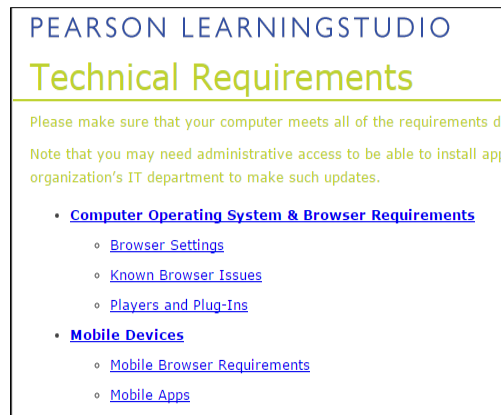 PEARSON LEARNINGSTUDIO
Technical Requirements
Please make sure that your computer meets all of the requirements d
Note that you may need administrative access to be able to install app
organization's IT department to make such updates.
Computer Operating System & Browser Requirements
Browser Settings
Known Browser Issues
Players and Plug-Ins
Mobile Devices
Mobile Browser Requirements
Mobile Apps